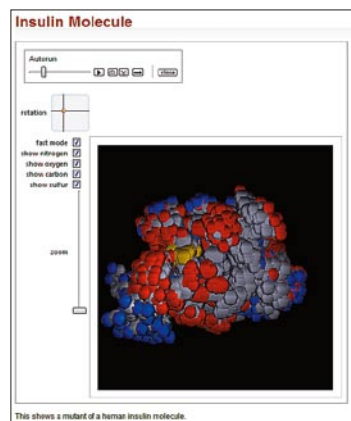 Insulin Molecule
Autorun
close
rotation
fast mode
show nitrogen
show oxygen
show carbon
show sulfur
zoom
This shows a mutant of a human insulin molecule.